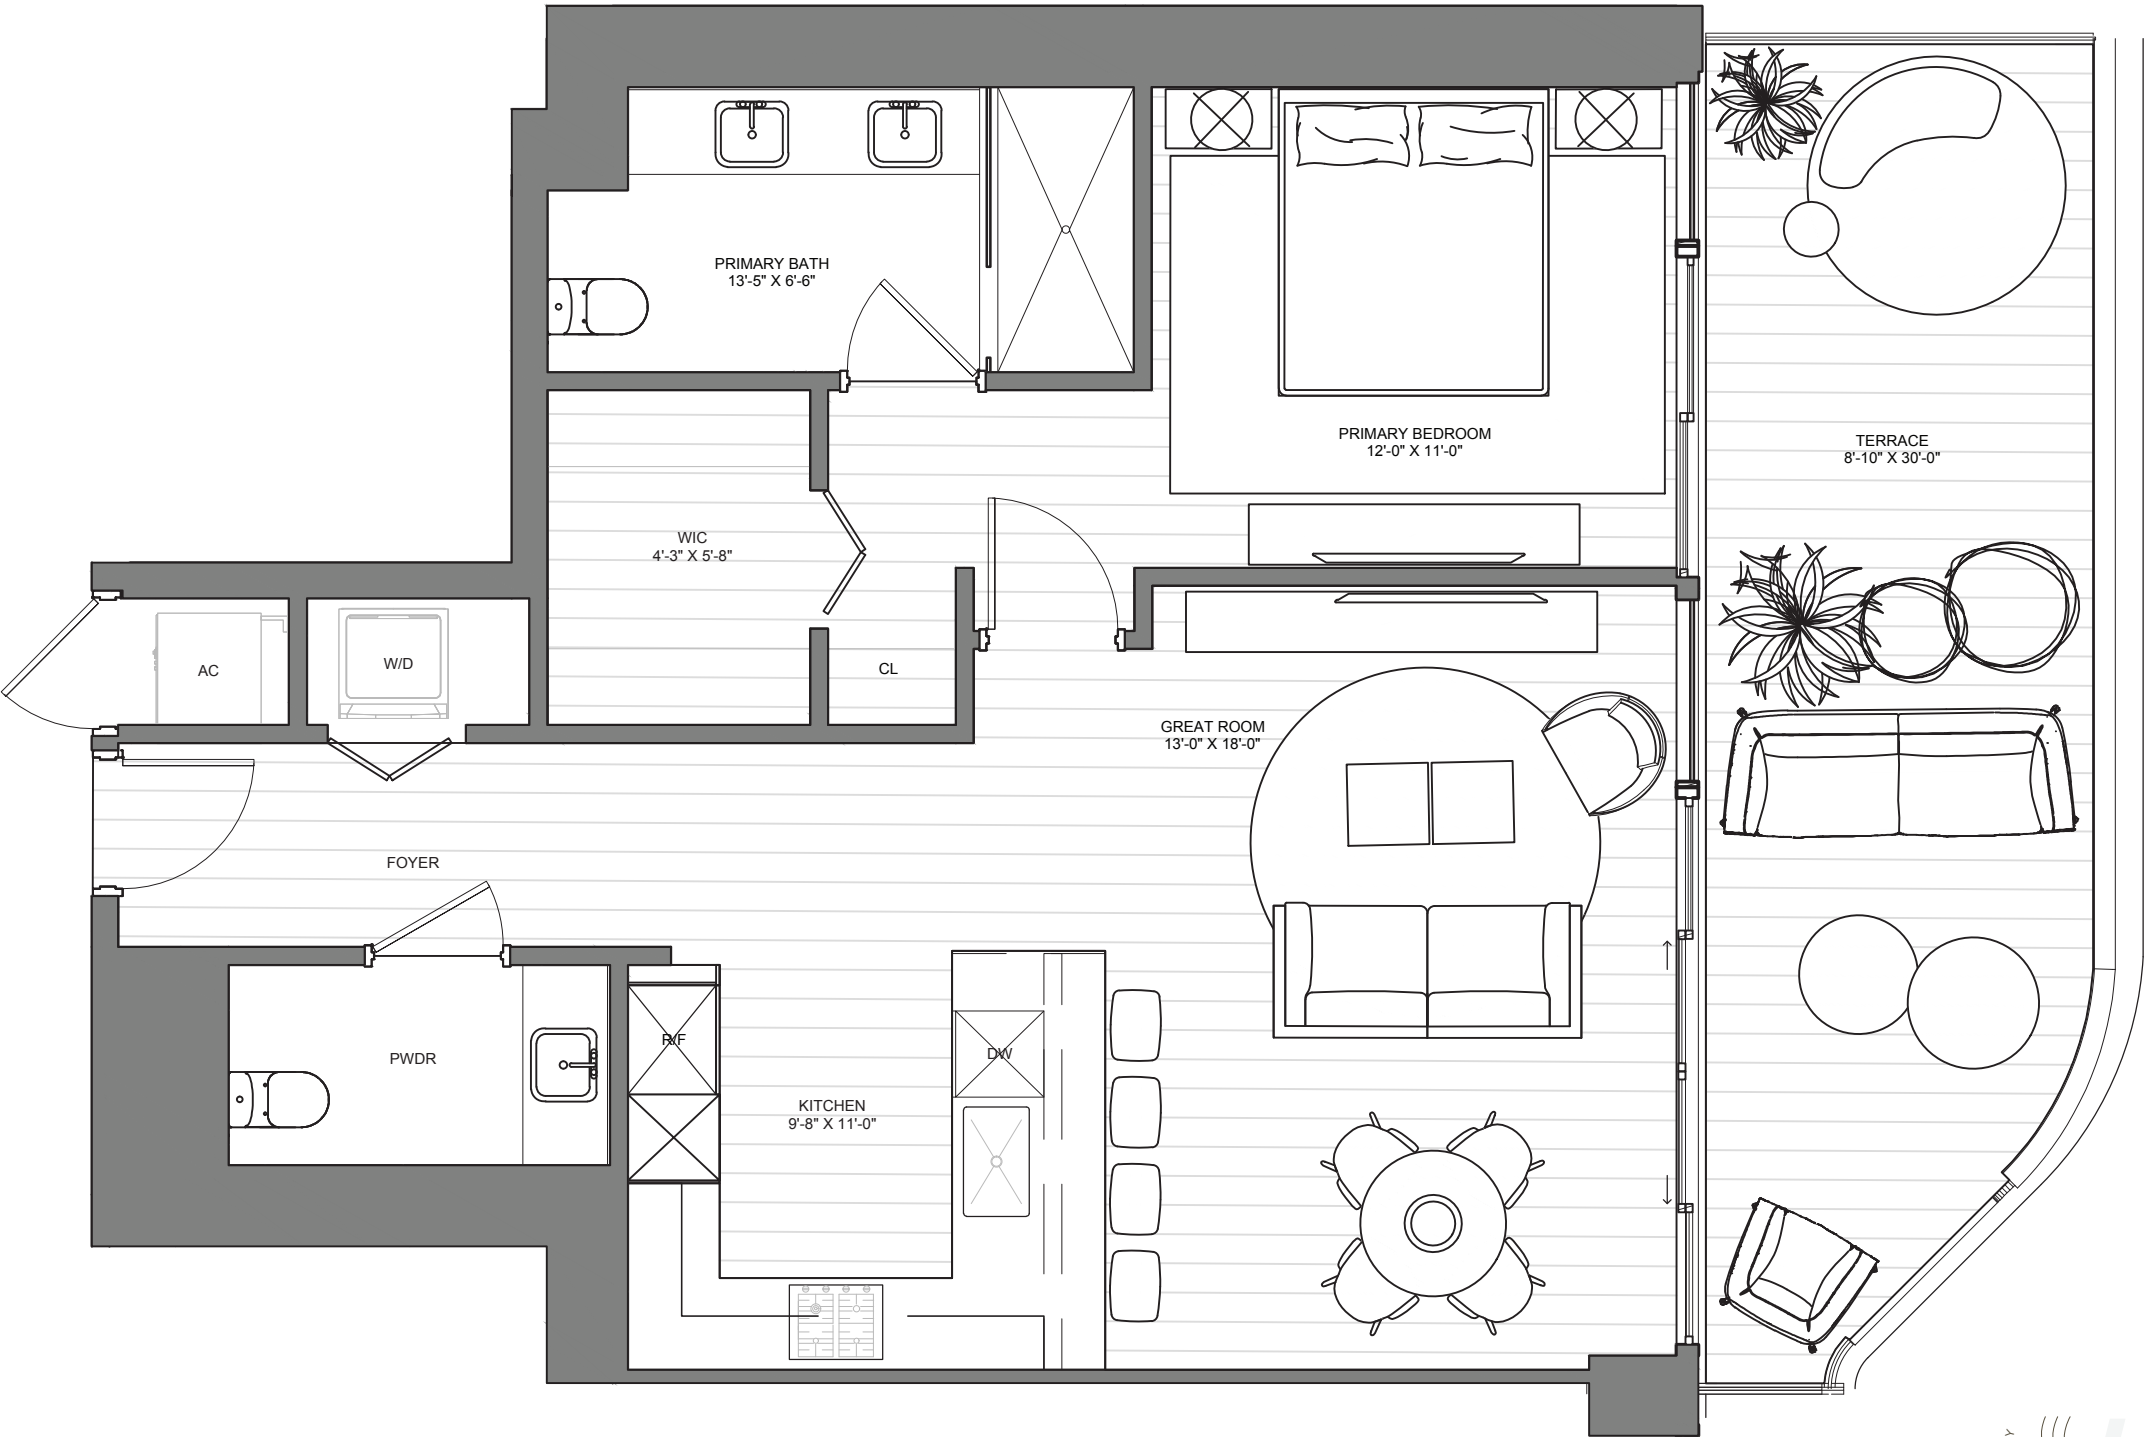 PRIMARY BATH
13'-5" X 6'-6"
PRIMARY BEDROOM
12'-0" X 11'-0"
TERRACE
8'-10" X 30'-0"
WIC
4'-3" X 5'-8"
AC
W/D
CL
GREAT ROOM
13'-0" X 18'-0"
FOYER
R/F
DW
PWDR
KITCHEN
9'-8" X 11'-0"